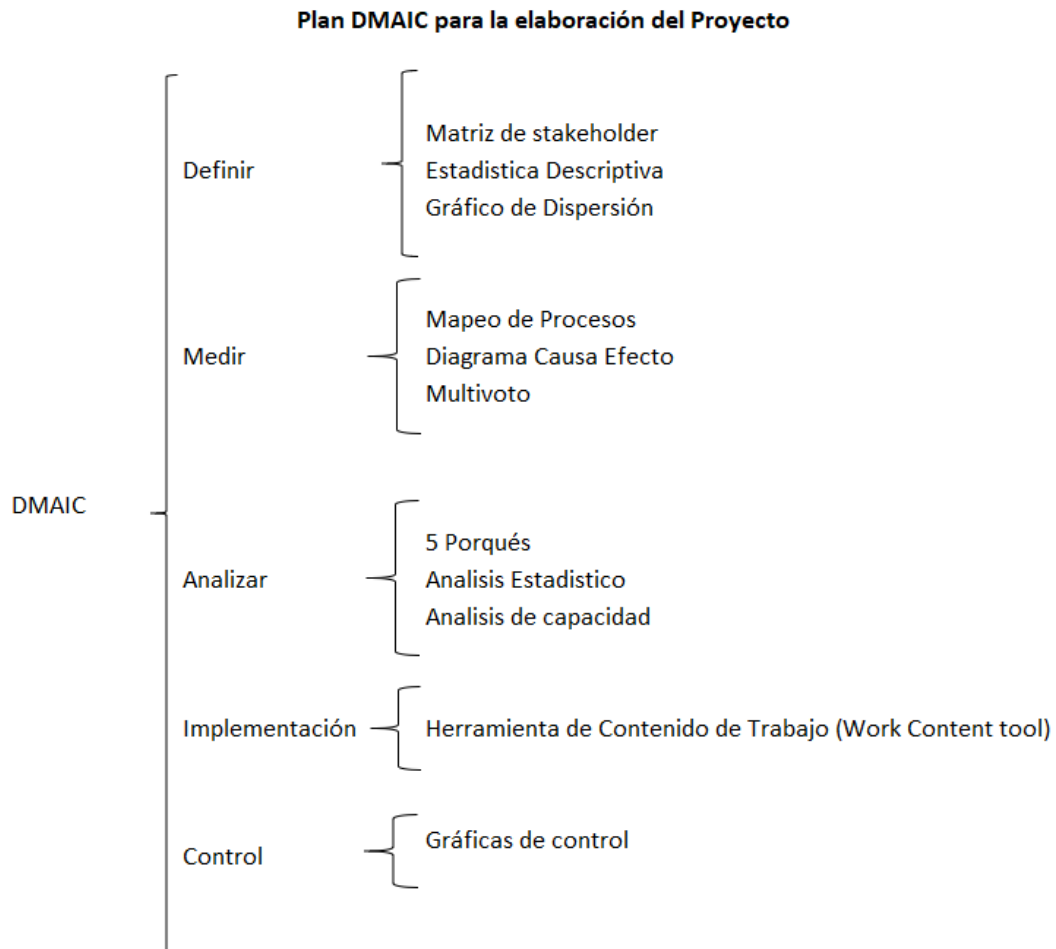 Plan DMAIC para la elaboración del Proyecto
DMAIC
Definir
Matriz de stakeholder
Estadistica Descriptiva
Gráfico de Dispersión
Medir
Mapeo de Procesos
Diagrama Causa Efecto
Multivoto
Analizar
5 Porqués
Analisis Estadistico
Analisis de capacidad
Implementación
Herramienta de Contenido de Trabajo (Work Content tool)
Control
Gráficas de control